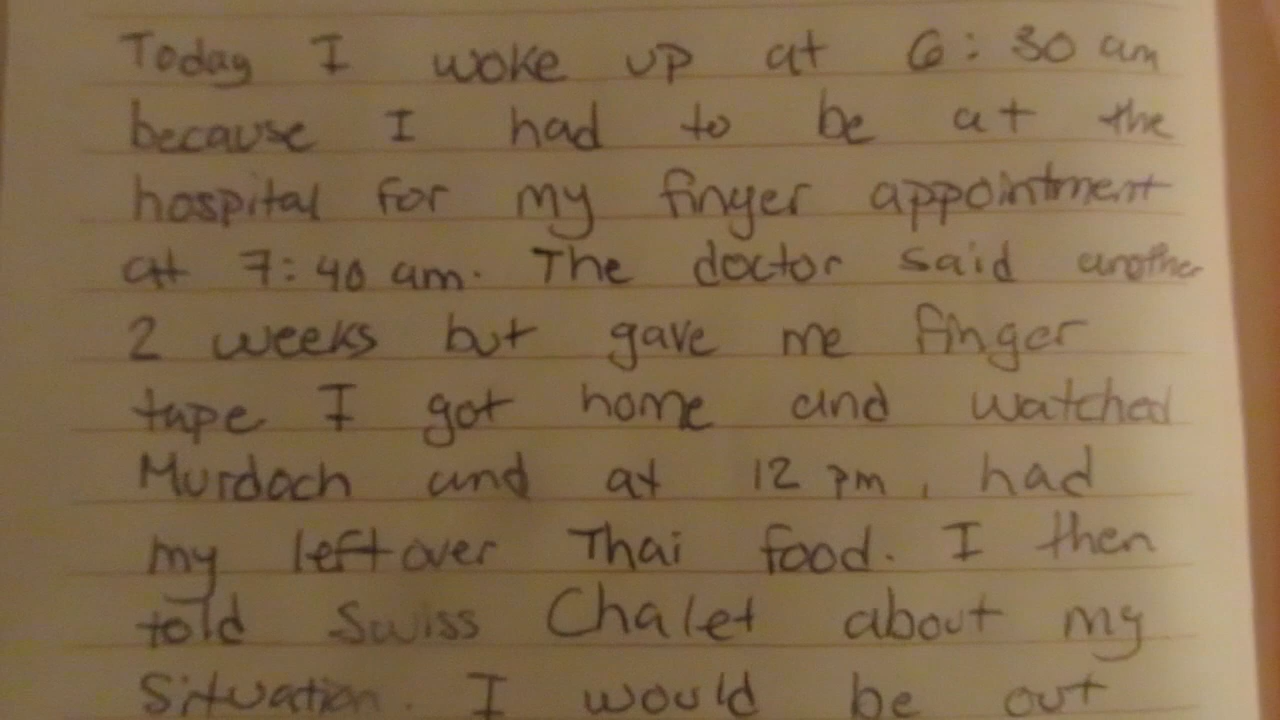 Today I woke up at 6:30 am
because I had to be at the
hospital for my finger appointment
at 7:40 am. The doctor said another
2 weeks but gave me finger
tape I got home and watched
Murdoch and at 12 pm, had
my leftover Thai food. I then
told Swiss Chalet about my
situation. I would be out